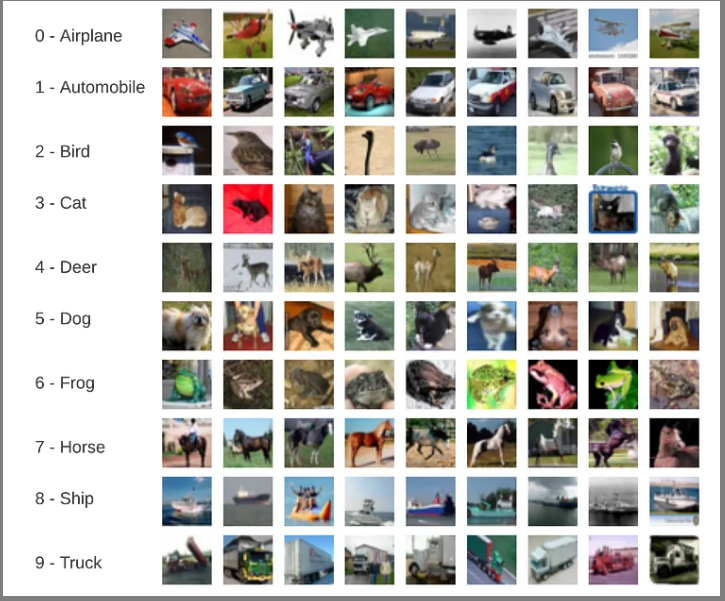 0 - Airplane
1 - Automobile
2 - Bird
3 - Cat
4 - Deer
5 - Dog
6 - Frog
7 - Horse
8 - Ship
9 - Truck